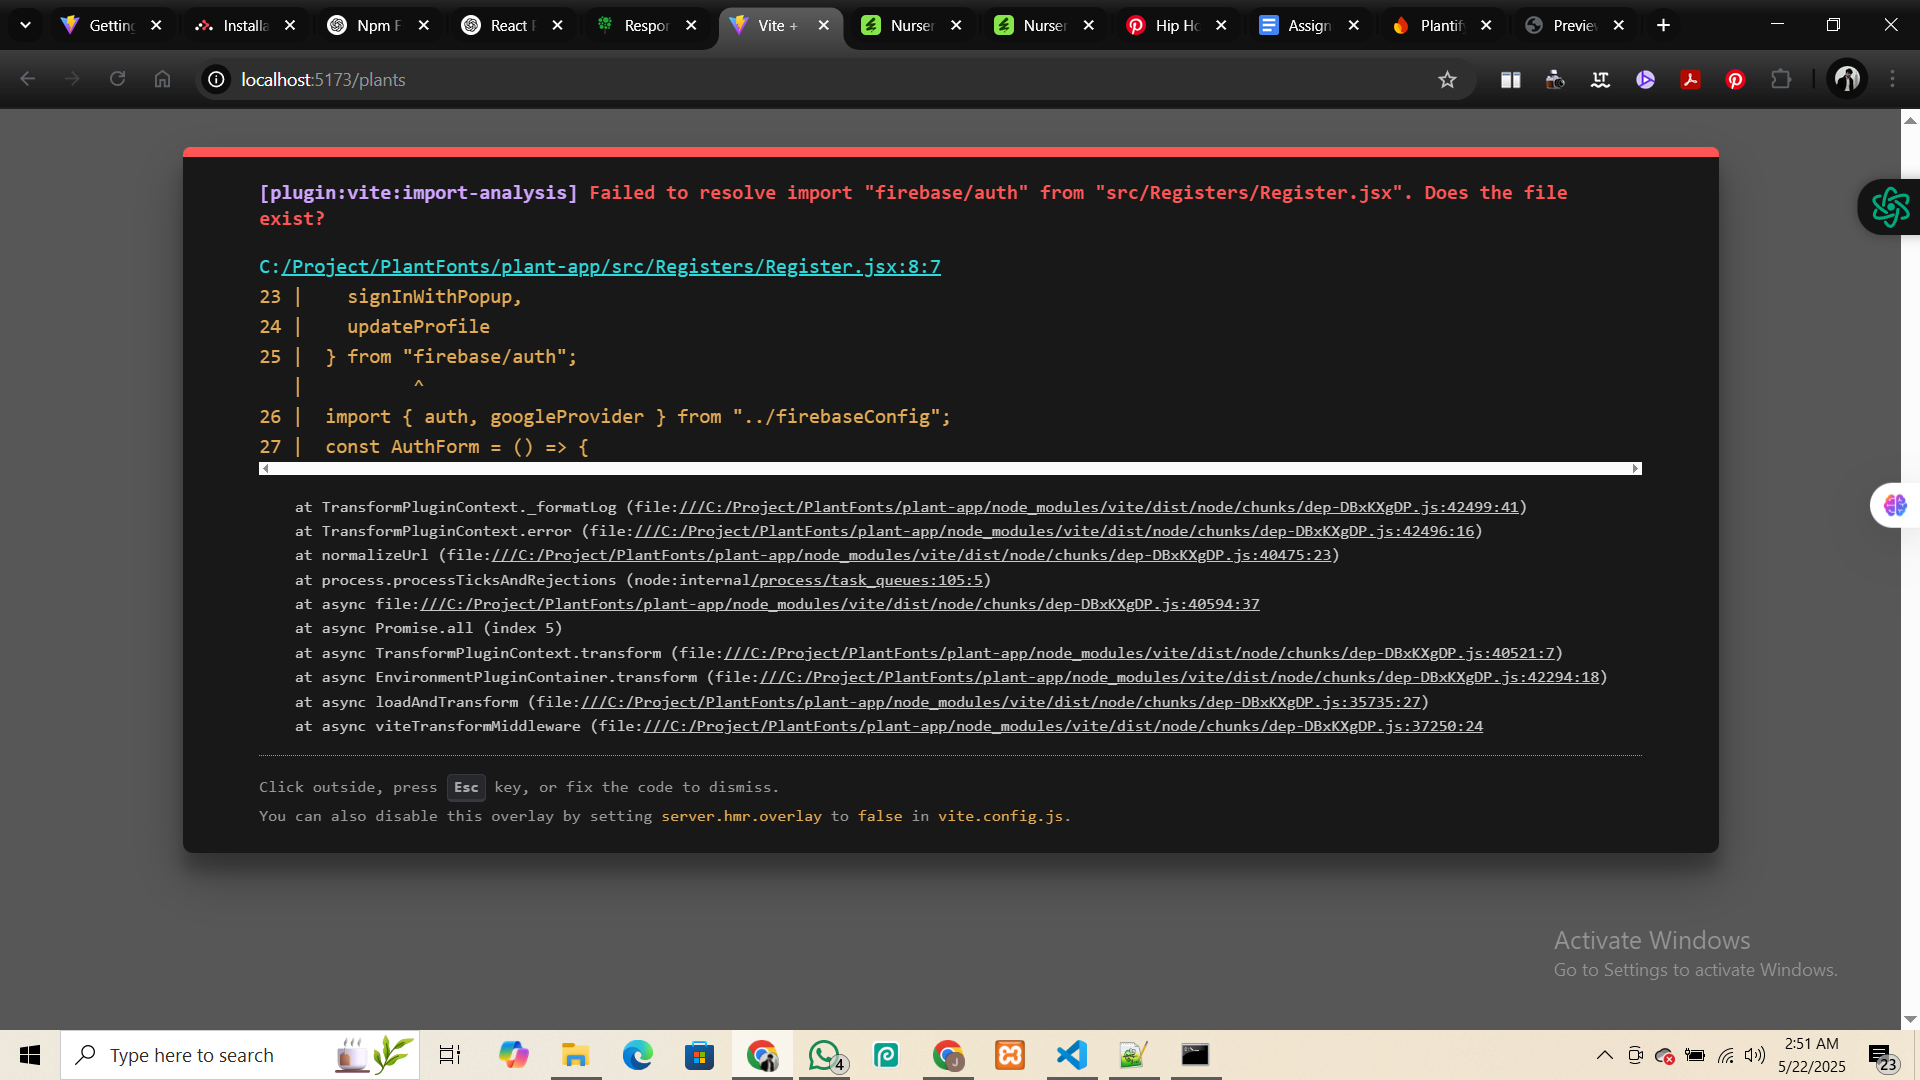 Getting
Installa
Npm F
React F
Respor
Vite +
Nurser
Nurser
Hip Ho
Assign
Plantify
Preview
localhost:5173/plants
[plugin:vite:import-analysis] Failed to resolve import "firebase/auth" from "src/Registers/Register.jsx". Does the file
exist?
C:/Project/PlantFonts/plant-app/src/Registers/Register.jsx:8:7
23 |    signInWithPopup,
24 |    updateProfile
25 |  } from "firebase/auth";
   |          ^
26 |  import { auth, googleProvider } from "../firebaseConfig";
27 |  const AuthForm = () => {
at TransformPluginContext._formatLog (file:///C:/Project/PlantFonts/plant-app/node_modules/vite/dist/node/chunks/dep-DBxKXgDP.js:42499:41)
at TransformPluginContext.error (file:///C:/Project/PlantFonts/plant-app/node_modules/vite/dist/node/chunks/dep-DBxKXgDP.js:42496:16)
at normalizeUrl (file:///C:/Project/PlantFonts/plant-app/node_modules/vite/dist/node/chunks/dep-DBxKXgDP.js:40475:23)
at process.processTicksAndRejections (node:internal/process/task_queues:105:5)
at async file:///C:/Project/PlantFonts/plant-app/node_modules/vite/dist/node/chunks/dep-DBxKXgDP.js:40594:37
at async Promise.all (index 5)
at async TransformPluginContext.transform (file:///C:/Project/PlantFonts/plant-app/node_modules/vite/dist/node/chunks/dep-DBxKXgDP.js:40521:7)
at async EnvironmentPluginContainer.transform (file:///C:/Project/PlantFonts/plant-app/node_modules/vite/dist/node/chunks/dep-DBxKXgDP.js:42294:18)
at async loadAndTransform (file:///C:/Project/PlantFonts/plant-app/node_modules/vite/dist/node/chunks/dep-DBxKXgDP.js:35735:27)
at async viteTransformMiddleware (file:///C:/Project/PlantFonts/plant-app/node_modules/vite/dist/node/chunks/dep-DBxKXgDP.js:37250:24
Click outside, press Esc key, or fix the code to dismiss.
You can also disable this overlay by setting server.hmr.overlay to false in vite.config.js.
Activate Windows
Go to Settings to activate Windows.
Type here to search
4
2:51 AM
5/22/2025
23